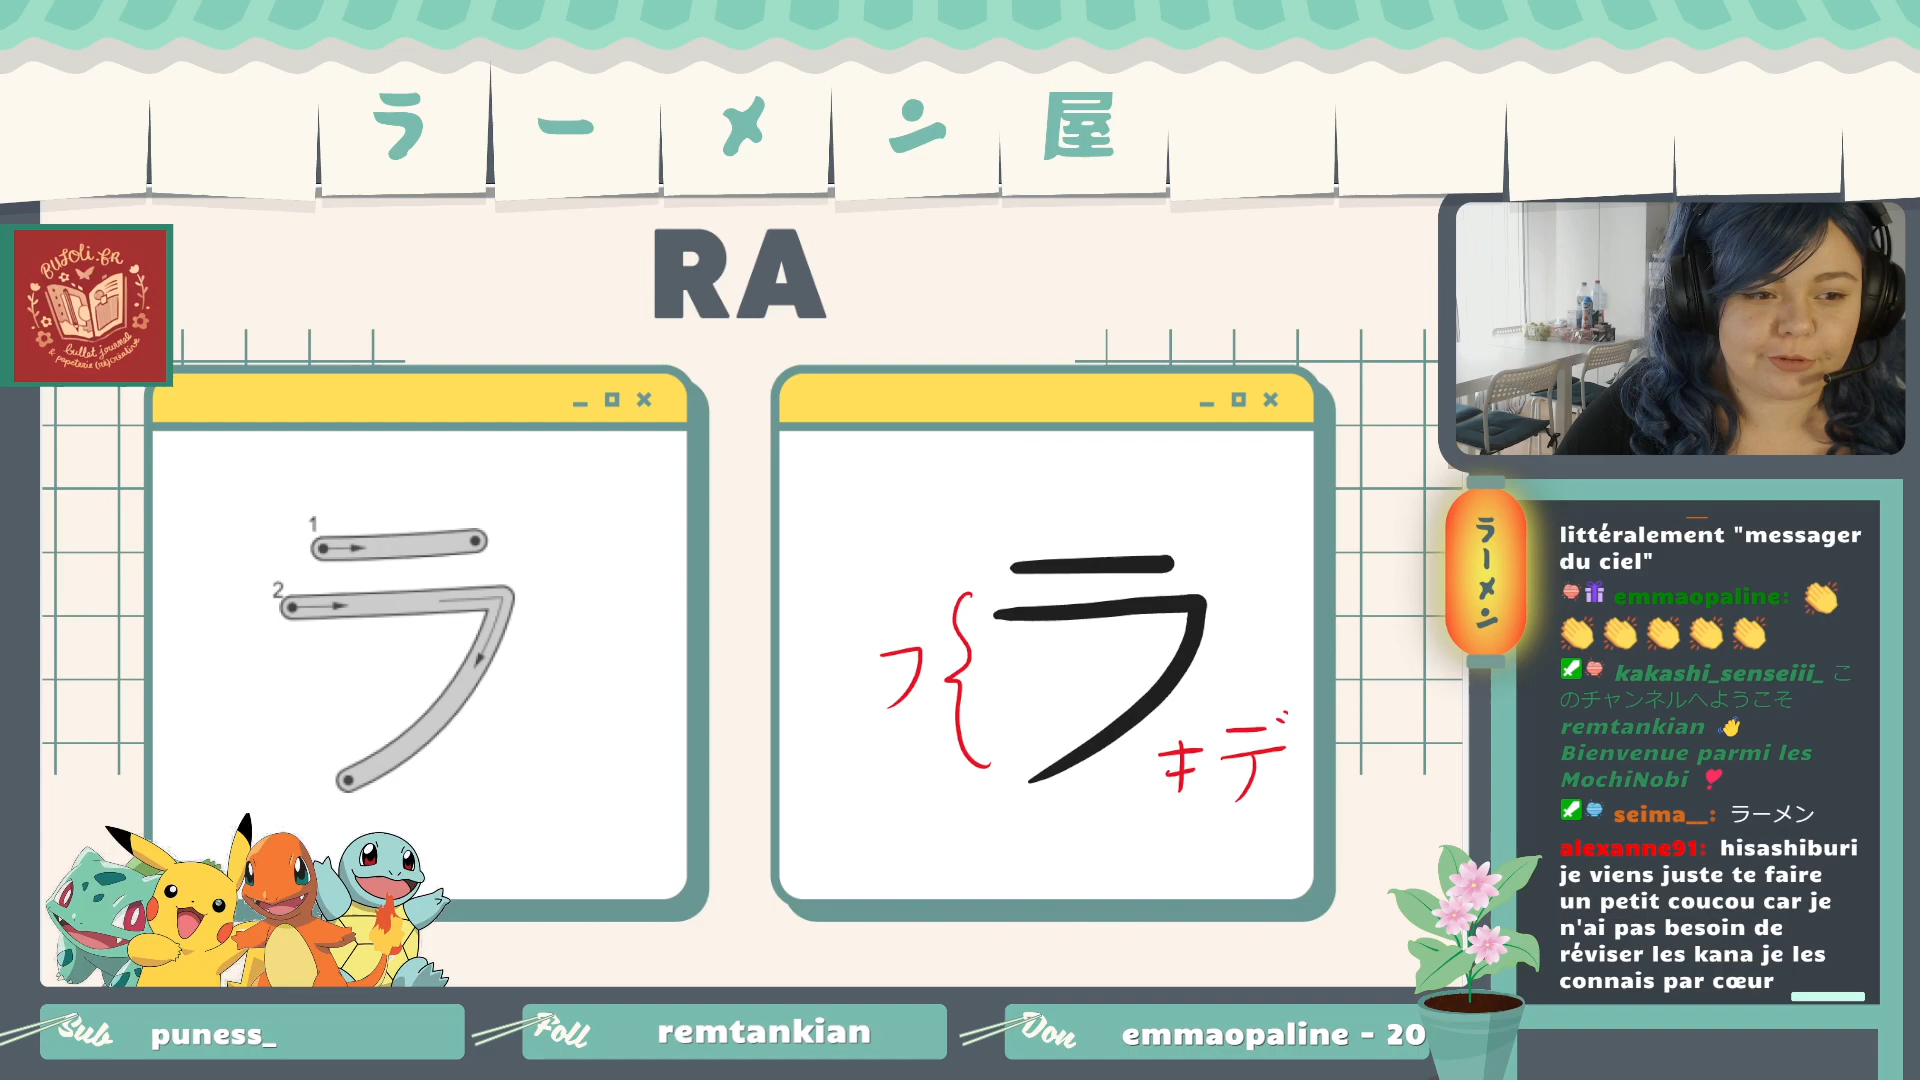 ラーメン屋
BUJOLi.FR
bullet journal
& papeterie (ré)créative
RA
1
2
フ
キデ
ラーメン
littéralement "messager
du ciel"
emmaopaline: 👏
👏👏👏👏👏
kakashi_senseiii_ こ
のチャンネルへようこそ
remtankian 👋
Bienvenue parmi les
MochiNobi ❣
seima__: ラーメン
alexanne91: hisashiburi
je viens juste te faire
un petit coucou car je
n'ai pas besoin de
réviser les kana je les
connais par cœur
Sub puness_
Foll remtankian
Don emmaopaline - 20